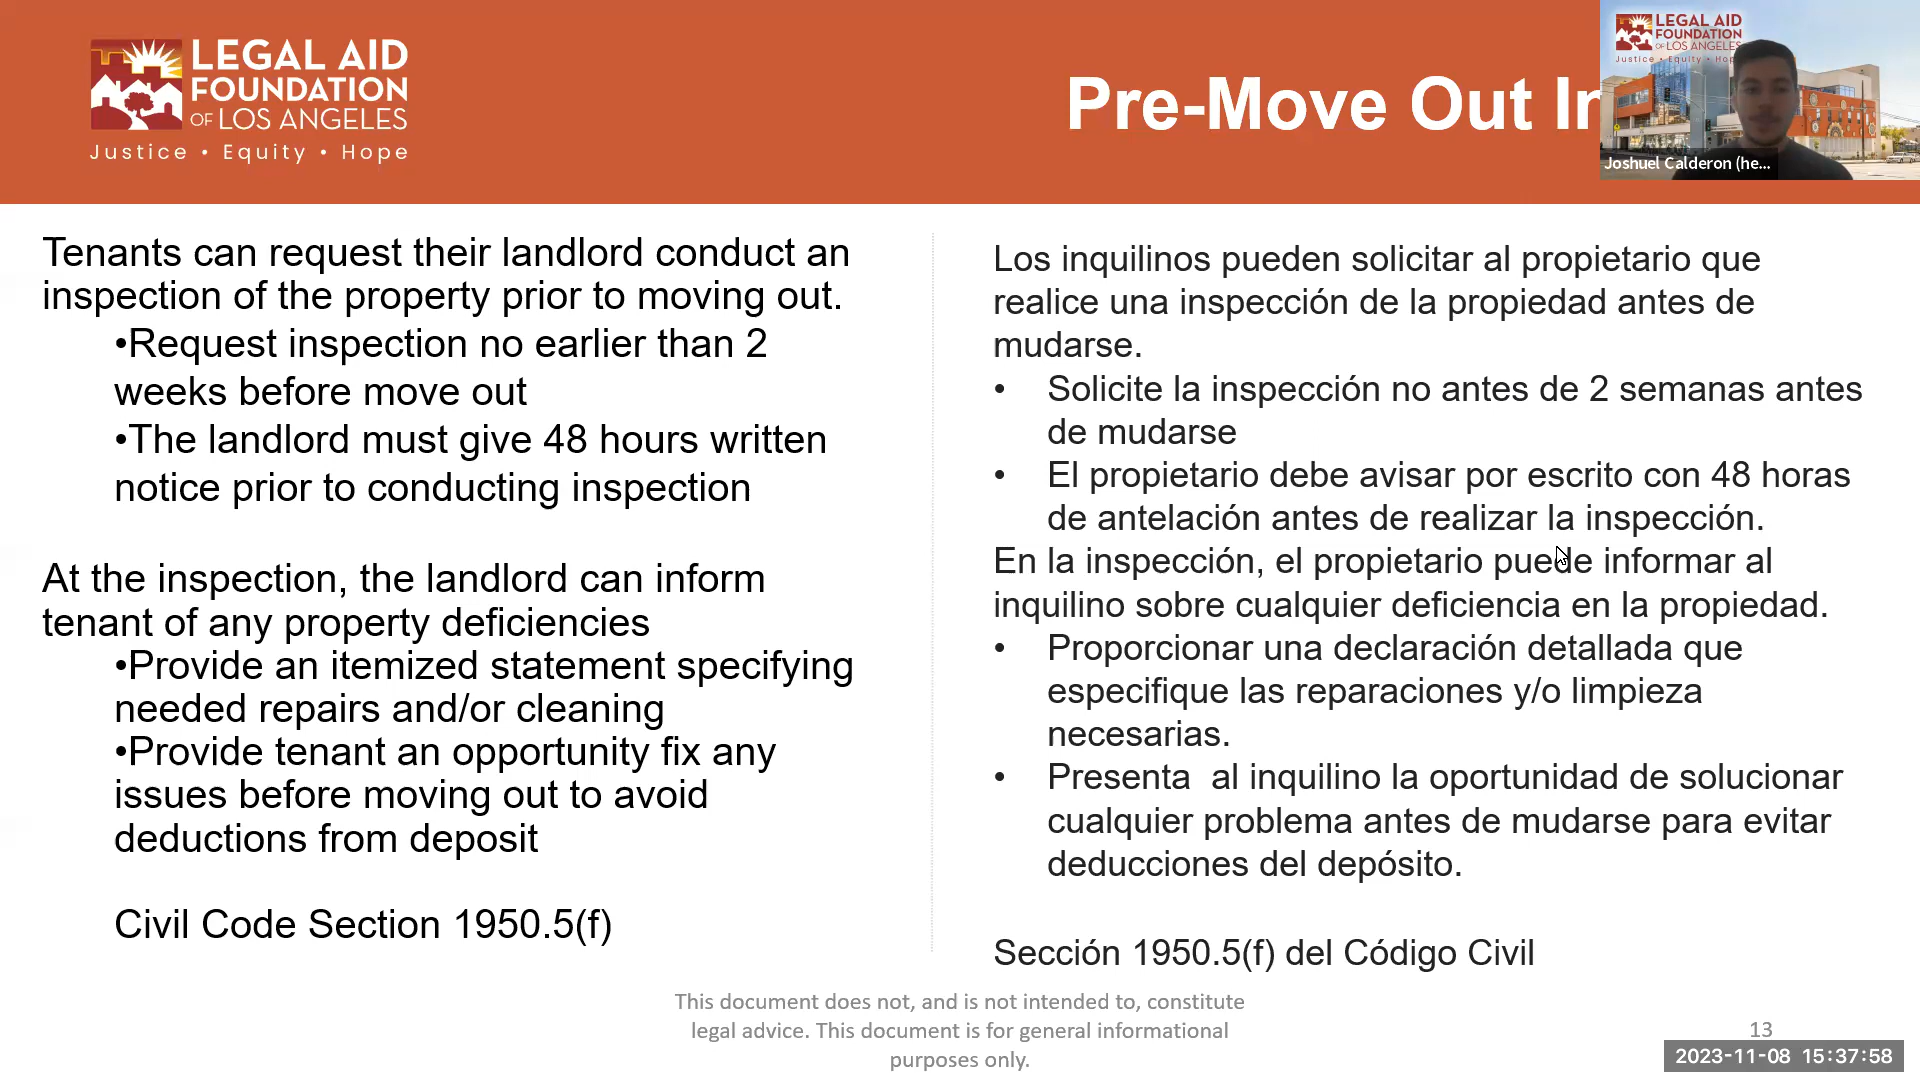 LEGAL AID
FOUNDATION
OF LOS ANGELES
Justice • Equity • Hope
Pre-Move Out In
LEGAL AID
FOUNDATION
OF LOS ANGELES
Justice • Equity • Hop
Joshuel Calderon (he...
Tenants can request their landlord conduct an
inspection of the property prior to moving out.
•Request inspection no earlier than 2
weeks before move out
•The landlord must give 48 hours written
notice prior to conducting inspection
At the inspection, the landlord can inform
tenant of any property deficiencies
•Provide an itemized statement specifying
needed repairs and/or cleaning
•Provide tenant an opportunity fix any
issues before moving out to avoid
deductions from deposit
Civil Code Section 1950.5(f)
Los inquilinos pueden solicitar al propietario que
realice una inspección de la propiedad antes de
mudarse.
• Solicite la inspección no antes de 2 semanas antes
de mudarse
• El propietario debe avisar por escrito con 48 horas
de antelación antes de realizar la inspección.
En la inspección, el propietario puede informar al
inquilino sobre cualquier deficiencia en la propiedad.
• Proporcionar una declaración detallada que
especifique las reparaciones y/o limpieza
necesarias.
• Presenta al inquilino la oportunidad de solucionar
cualquier problema antes de mudarse para evitar
deducciones del depósito.
Sección 1950.5(f) del Código Civil
This document does not, and is not intended to, constitute
legal advice. This document is for general informational
purposes only.
13
2023-11-08 15:37:58